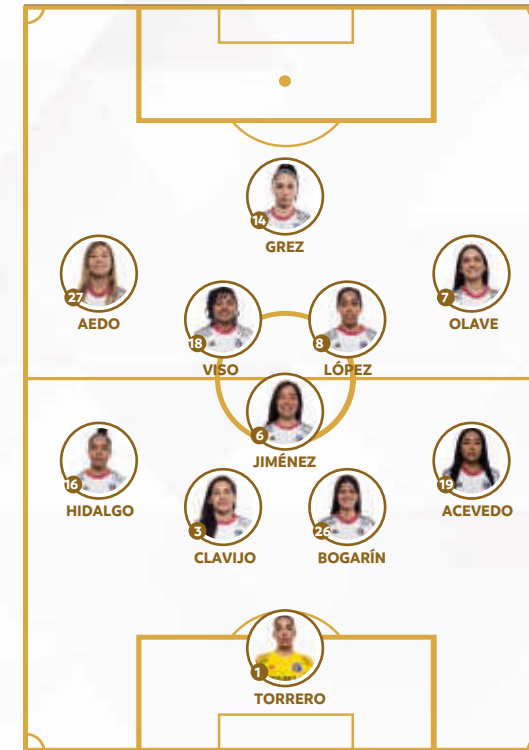 14
GREZ
27
AEDO
7
OLAVE
18
VISO
8
LÓPEZ
6
JIMÉNEZ
16
HIDALGO
19
ACEVEDO
3
CLAVIJO
26
BOGARÍN
1
TORRERO